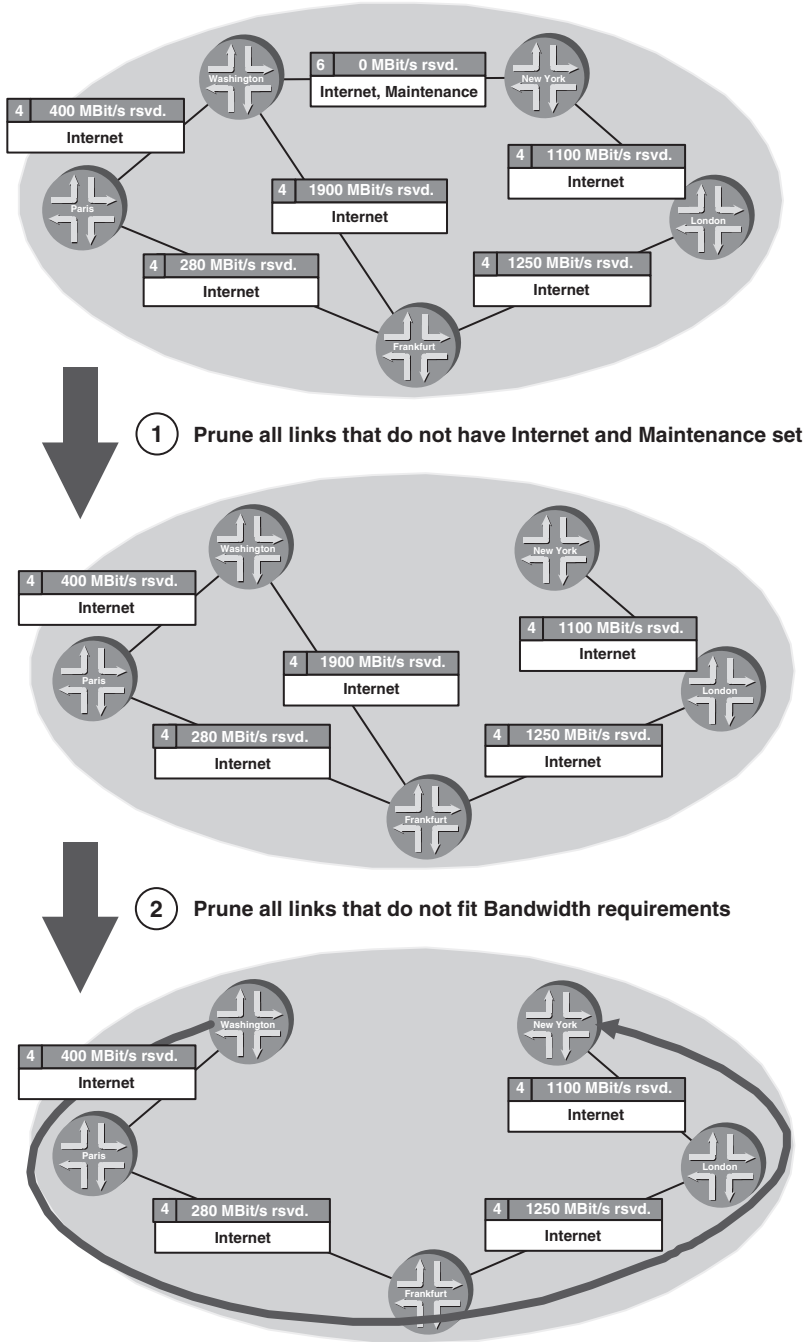 Washington
6 0 MBit/s rsvd.
Internet, Maintenance
New York
4 400 MBit/s rsvd.
Internet
4 1100 MBit/s rsvd.
Internet
4 1900 MBit/s rsvd.
Internet
Paris
London
4 280 MBit/s rsvd.
Internet
4 1250 MBit/s rsvd.
Internet
Frankfurt
1 Prune all links that do not have Internet and Maintenance set
Washington
New York
4 400 MBit/s rsvd.
Internet
4 1100 MBit/s rsvd.
Internet
4 1900 MBit/s rsvd.
Internet
Paris
London
4 280 MBit/s rsvd.
Internet
4 1250 MBit/s rsvd.
Internet
Frankfurt
2 Prune all links that do not fit Bandwidth requirements
Washington
New York
4 400 MBit/s rsvd.
Internet
4 1100 MBit/s rsvd.
Internet
Paris
London
4 280 MBit/s rsvd.
Internet
4 1250 MBit/s rsvd.
Internet
Frankfurt